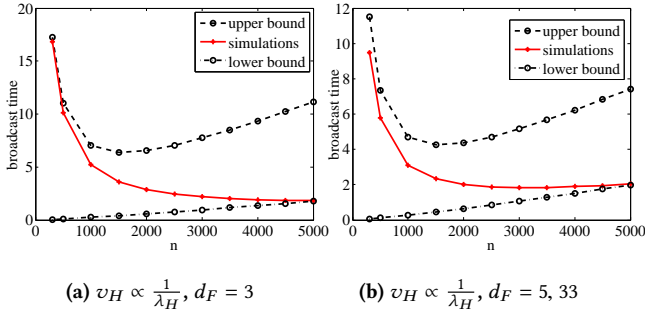 20
15
10
5
0
broadcast time
0
1000
2000
3000
4000
5000
n
upper bound
simulations
lower bound
(a) v_H ∝ 1/λ_H, d_F = 3
12
10
8
6
4
2
0
broadcast time
0
1000
2000
3000
4000
5000
n
upper bound
simulations
lower bound
(b) v_H ∝ 1/λ_H, d_F = 5, 33